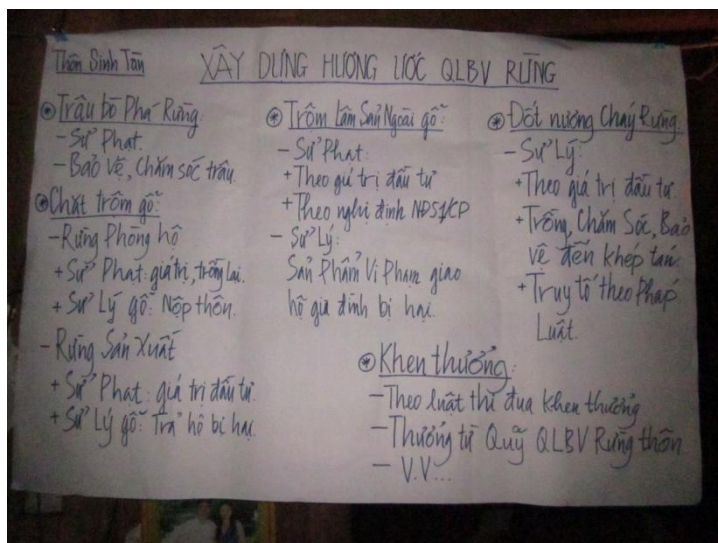 Thôn Sinh Tàn
XÂY DỰNG HƯƠNG ƯỚC QLBV RỪNG
⊛ Trâu bò Phá Rừng:
- Sử Phạt.
- Bảo Vệ, Chăm sóc trâu.
⊛ Chặt trôm gỗ:
- Rừng Phòng hộ
+ Sử Phạt: giá trị, trồng lại.
+ Sử Lý gỗ: Nộp thôn.
- Rừng Sản Xuất
+ Sử Phạt: giá trị đầu tư
+ Sử Lý gỗ: Trả hộ bị hại.
⊛ Trôm Lâm Sản Ngoài gỗ:
- Sử Phạt:
+ Theo giá trị đầu tư
+ Theo nghị định
- Sử Lý:
Sản Phẩm Vi Phạm giao
hộ gia đình bị hại.
⊛ Đốt nương Cháy Rừng.
- Sử Lý:
+ Theo giá trị đầu tư
+ Trồng, Chăm Sóc, Bảo
vệ đến khép tán.
+ Truy tố theo Pháp
Luật.
⊛ Khen thưởng:
- Theo luật thi đua khen thưởng
- Thưởng từ Quỹ QLBV Rừng thôn
- V.V...